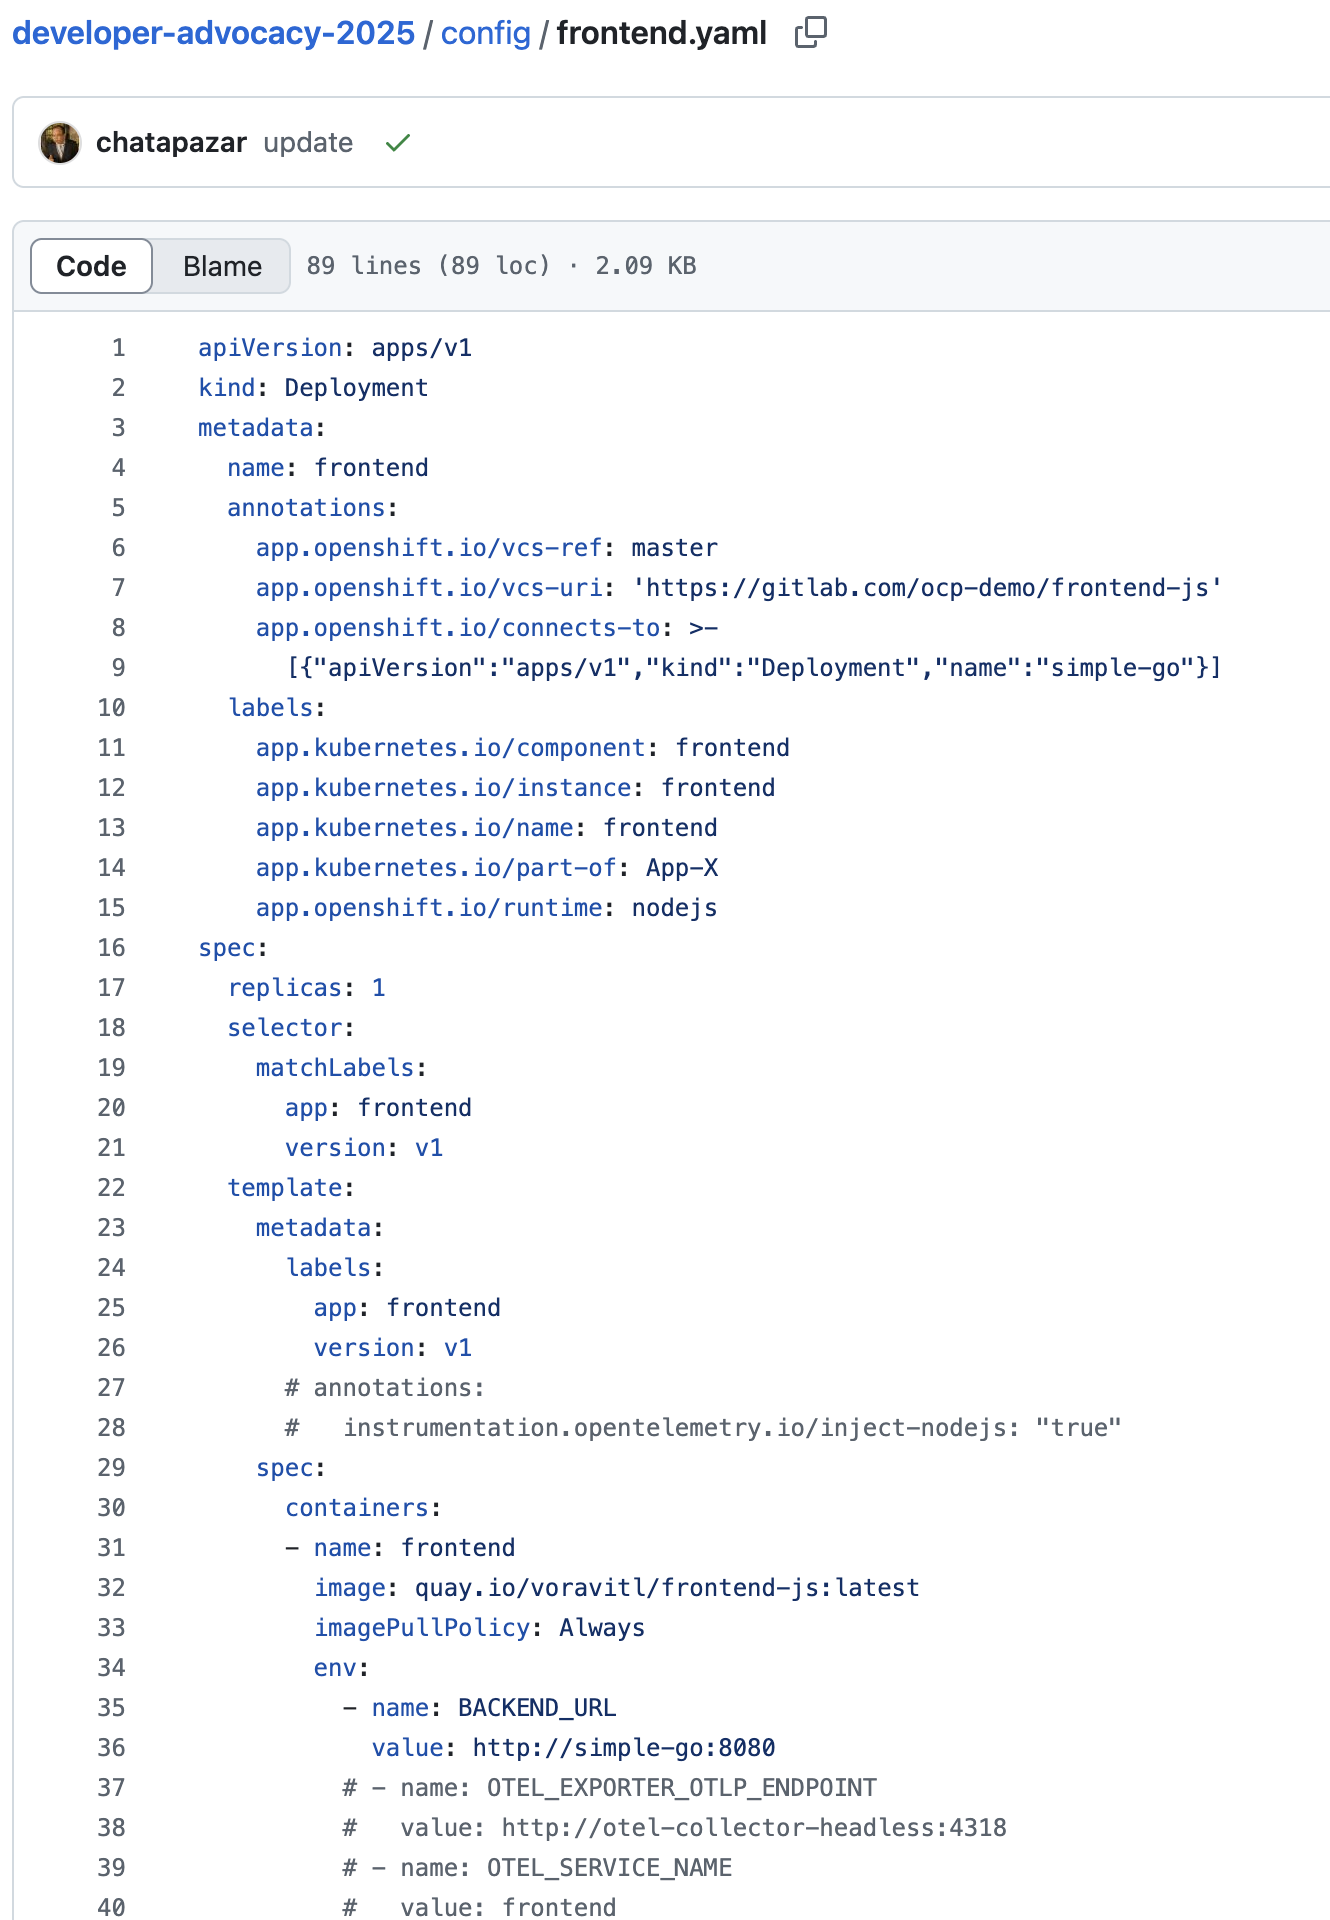 developer-advocacy-2025 / config / frontend.yaml
chatapazar update
Code Blame 89 lines (89 loc) · 2.09 KB
1 apiVersion: apps/v1
2 kind: Deployment
3 metadata:
4   name: frontend
5   annotations:
6     app.openshift.io/vcs-ref: master
7     app.openshift.io/vcs-uri: 'https://gitlab.com/ocp-demo/frontend-js'
8     app.openshift.io/connects-to: >-
9       [{"apiVersion":"apps/v1","kind":"Deployment","name":"simple-go"}]
10   labels:
11     app.kubernetes.io/component: frontend
12     app.kubernetes.io/instance: frontend
13     app.kubernetes.io/name: frontend
14     app.kubernetes.io/part-of: App-X
15     app.openshift.io/runtime: nodejs
16 spec:
17   replicas: 1
18   selector:
19     matchLabels:
20       app: frontend
21       version: v1
22   template:
23     metadata:
24       labels:
25         app: frontend
26         version: v1
27       # annotations:
28       #   instrumentation.opentelemetry.io/inject-nodejs: "true"
29     spec:
30       containers:
31       - name: frontend
32         image: quay.io/voravitl/frontend-js:latest
33         imagePullPolicy: Always
34         env:
35           - name: BACKEND_URL
36             value: http://simple-go:8080
37           # - name: OTEL_EXPORTER_OTLP_ENDPOINT
38           #   value: http://otel-collector-headless:4318
39           # - name: OTEL_SERVICE_NAME
40           #   value: frontend